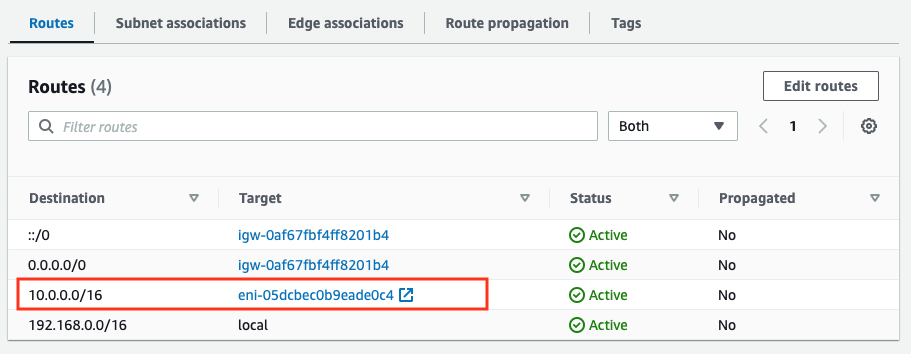 Routes Subnet associations Edge associations Route propagation Tags
Routes (4) Edit routes
Filter routes Both 1
Destination Target Status Propagated
::/0 igw-0af67fbf4ff8201b4 Active No
0.0.0.0/0 igw-0af67fbf4ff8201b4 Active No
10.0.0.0/16 eni-05dcbec0b9eade0c4 Active No
192.168.0.0/16 local Active No